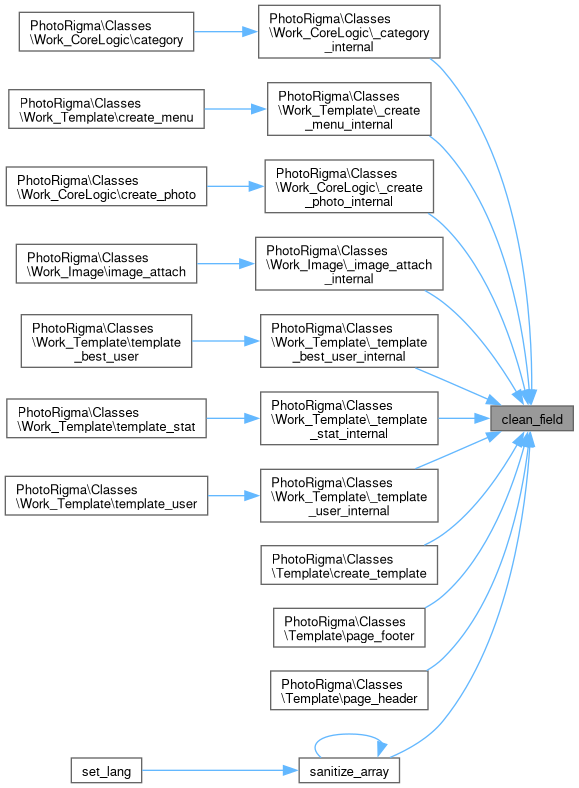 PhotoRigma\Classes
\Work_CoreLogic\category
PhotoRigma\Classes
\Work_CoreLogic\_category
_internal
PhotoRigma\Classes
\Work_Template\create_menu
PhotoRigma\Classes
\Work_Template\_create
_menu_internal
PhotoRigma\Classes
\Work_CoreLogic\create_photo
PhotoRigma\Classes
\Work_CoreLogic\_create
_photo_internal
PhotoRigma\Classes
\Work_Image\image_attach
PhotoRigma\Classes
\Work_Image\_image_attach
_internal
PhotoRigma\Classes
\Work_Template\template
_best_user
PhotoRigma\Classes
\Work_Template\_template
_best_user_internal
PhotoRigma\Classes
\Work_Template\template_stat
PhotoRigma\Classes
\Work_Template\_template
_stat_internal
clean_field
PhotoRigma\Classes
\Work_Template\template_user
PhotoRigma\Classes
\Work_Template\_template
_user_internal
PhotoRigma\Classes
\Template\create_template
PhotoRigma\Classes
\Template\page_footer
PhotoRigma\Classes
\Template\page_header
set_lang
sanitize_array